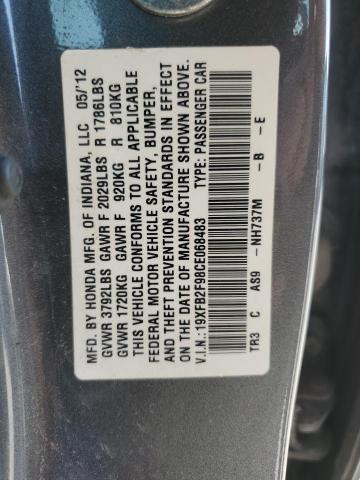 MFD. BY HONDA MFG. OF INDIANA, LLC 05/'12
GVWR 3792LBS GAWR F 2029LBS R 1786LBS
GVWR 1720KG GAWR F 920KG R 810KG
THIS VEHICLE CONFORMS TO ALL APPLICABLE
FEDERAL MOTOR VEHICLE SAFETY, BUMPER,
AND THEFT PREVENTION STANDARDS IN EFFECT
ON THE DATE OF MANUFACTURE SHOWN ABOVE.
V.I.N.:19XFB2F98CE068483 TYPE: PASSENGER CAR
TR3 C AS9 -NH737M -B -E